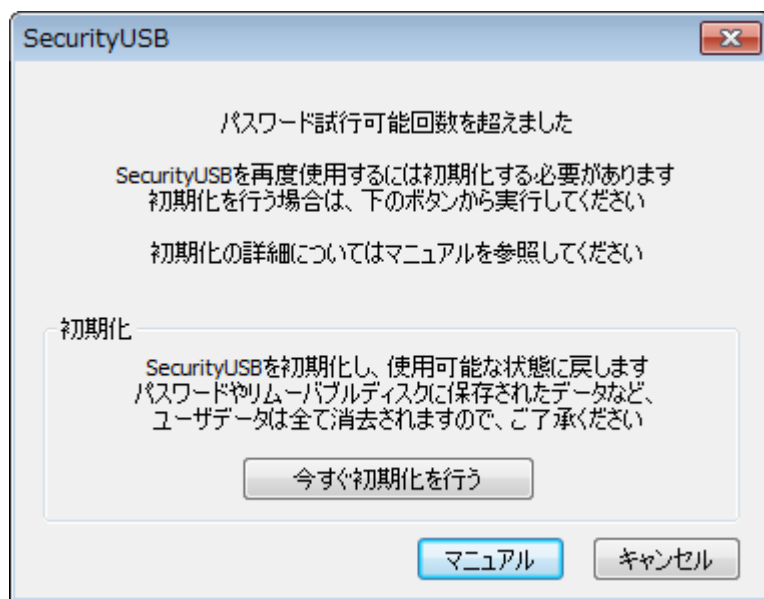 SecurityUSB
パスワード試行可能回数を超えました
SecurityUSBを再度使用するには初期化する必要があります
初期化を行う場合は、下のボタンから実行してください
初期化の詳細についてはマニュアルを参照してください
初期化
SecurityUSBを初期化し、使用可能な状態に戻します
パスワードやリムーバブルディスクに保存されたデータなど、
ユーザデータは全て消去されますので、ご了承ください
今すぐ初期化を行う
マニュアル
キャンセル